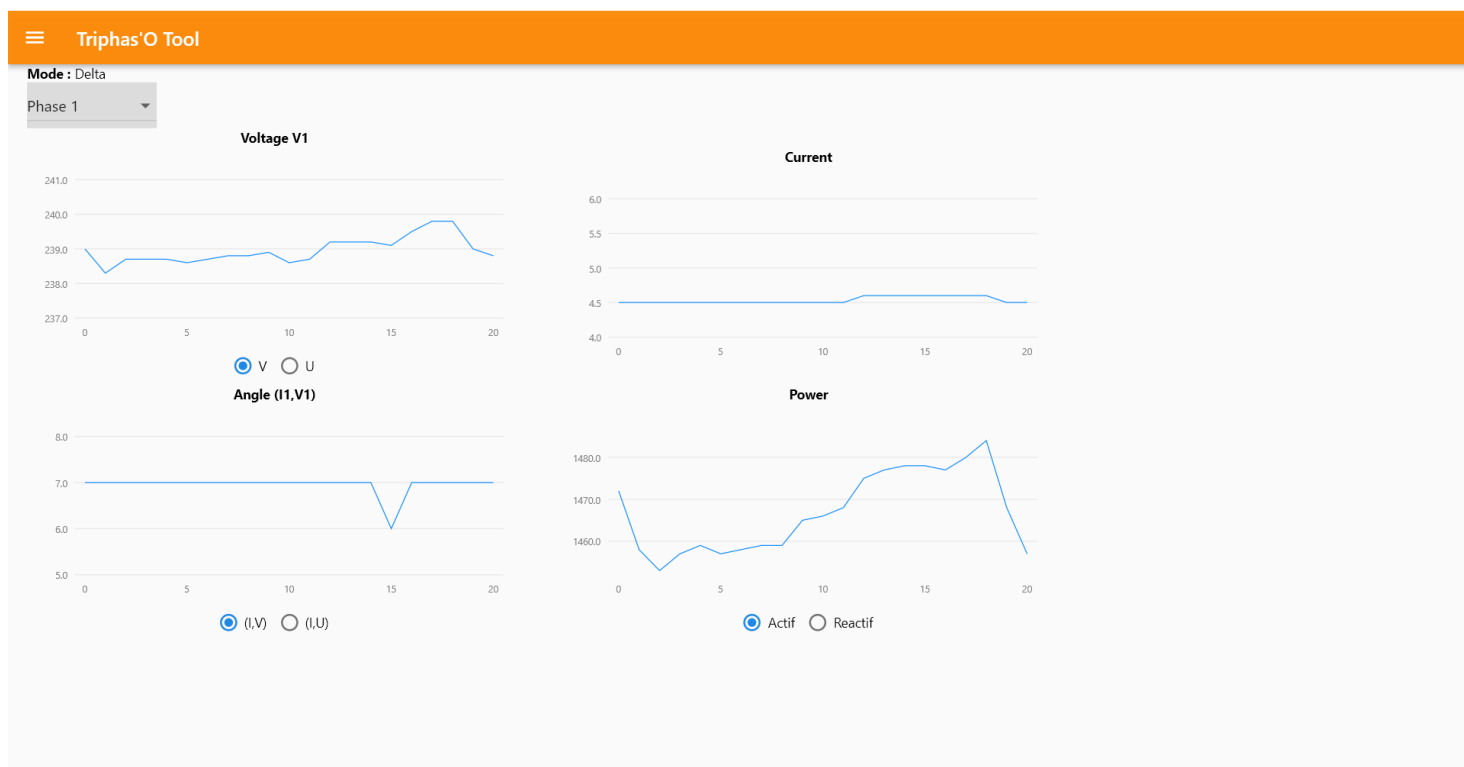 Triphas'O Tool
Mode : Delta
Phase 1
Voltage V1
241.0
240.0
239.0
238.0
237.0
0 5 10 15 20
V U
Current
6.0
5.5
5.0
4.5
4.0
0 5 10 15 20
Angle (I1,V1)
8.0
7.0
6.0
5.0
0 5 10 15 20
(I,V) (I,U)
Power
1480.0
1470.0
1460.0
0 5 10 15 20
Actif Reactif